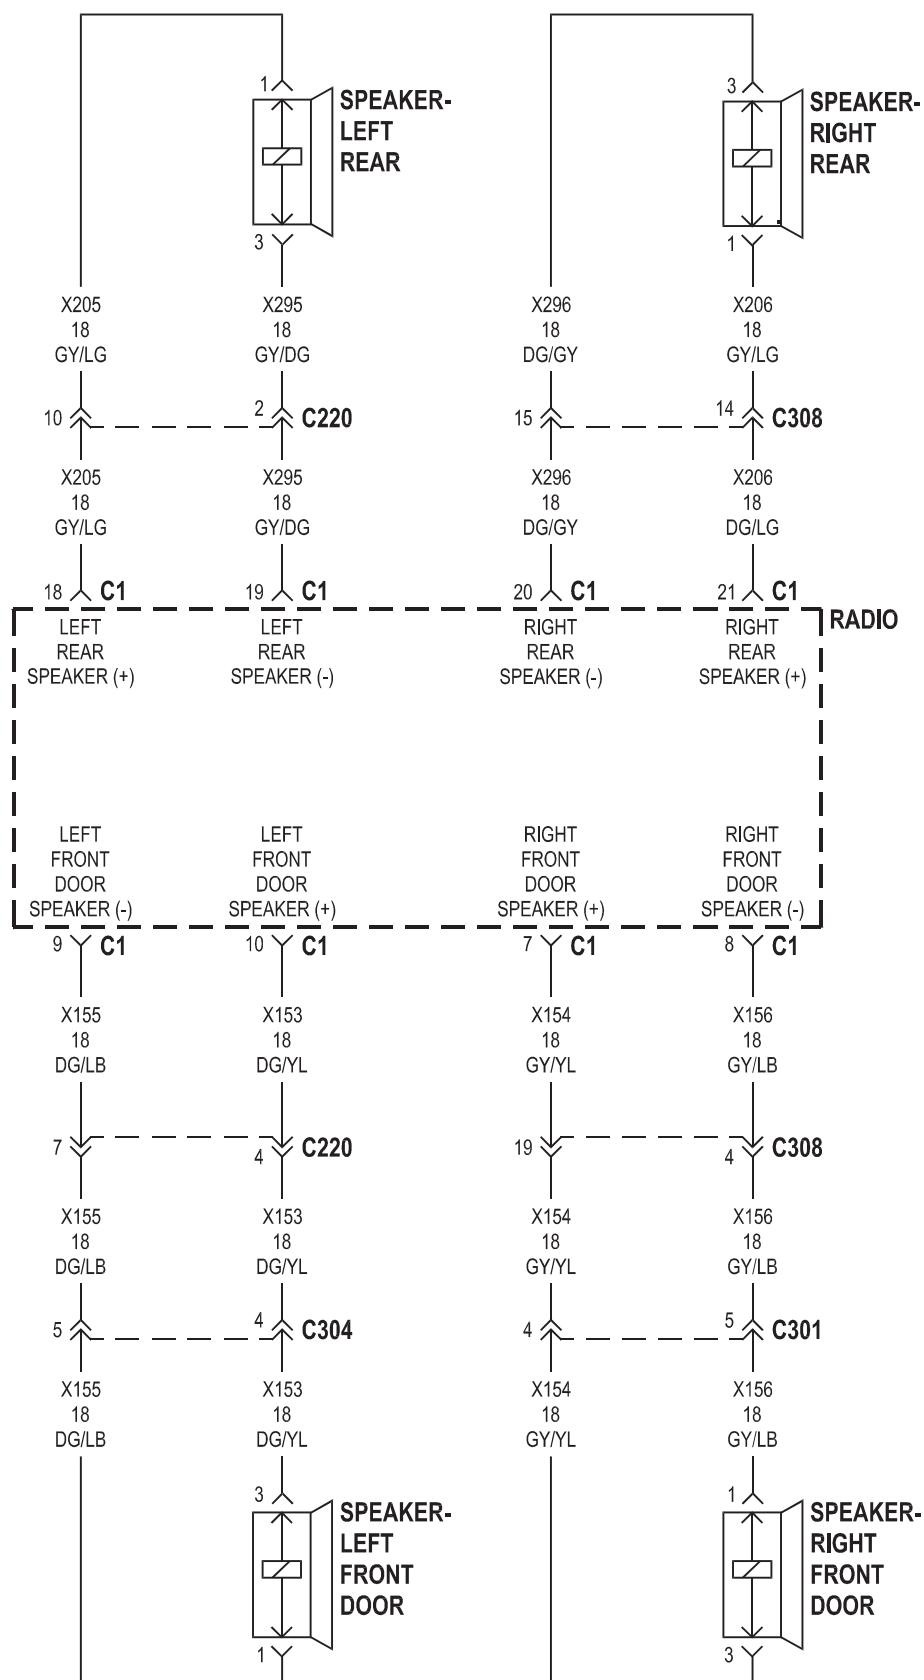 1
SPEAKER-
LEFT
REAR
3
3
SPEAKER-
RIGHT
REAR
1
X205
18
GY/LG
X295
18
GY/DG
X296
18
DG/GY
X206
18
GY/LG
10
2
C220
15
14
C308
X205
18
GY/LG
X295
18
GY/DG
X296
18
DG/GY
X206
18
DG/LG
18
C1
19
C1
20
C1
21
C1
RADIO
LEFT
REAR
SPEAKER (+)
LEFT
REAR
SPEAKER (-)
RIGHT
REAR
SPEAKER (-)
RIGHT
REAR
SPEAKER (+)
LEFT
FRONT
DOOR
SPEAKER (-)
LEFT
FRONT
DOOR
SPEAKER (+)
RIGHT
FRONT
DOOR
SPEAKER (+)
RIGHT
FRONT
DOOR
SPEAKER (-)
9
C1
10
C1
7
C1
8
C1
X155
18
DG/LB
X153
18
DG/YL
X154
18
GY/YL
X156
18
GY/LB
7
4
C220
19
4
C308
X155
18
DG/LB
X153
18
DG/YL
X154
18
GY/YL
X156
18
GY/LB
5
4
C304
4
5
C301
X155
18
DG/LB
X153
18
DG/YL
X154
18
GY/YL
X156
18
GY/LB
3
SPEAKER-
LEFT
FRONT
DOOR
1
1
SPEAKER-
RIGHT
FRONT
DOOR
3